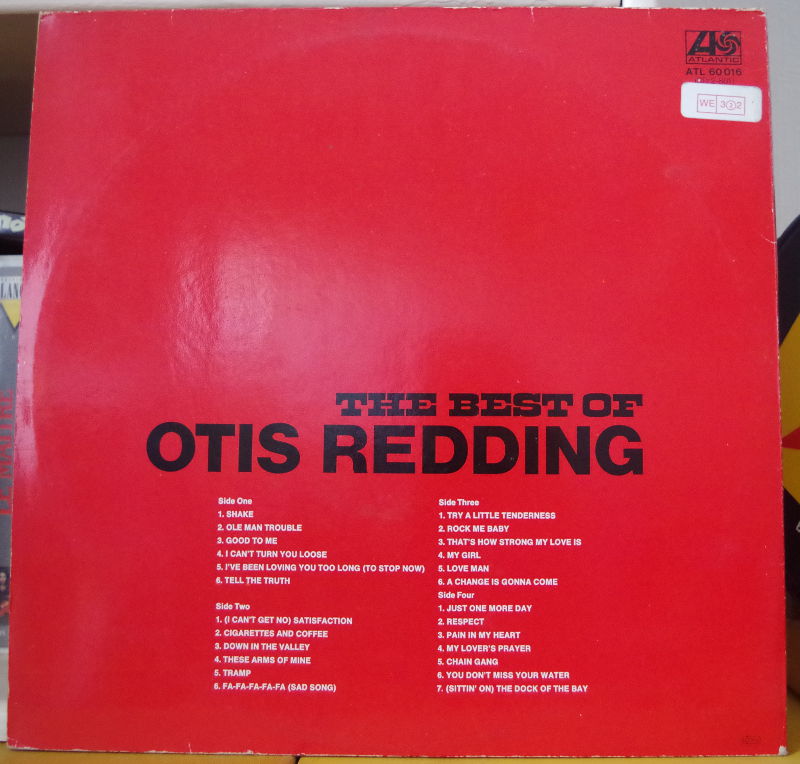 ATLANTIC
ATL 60 016
WE 3 2 2
THE BEST OF
OTIS REDDING
Side One
1. SHAKE
2. OLE MAN TROUBLE
3. GOOD TO ME
4. I CAN'T TURN YOU LOOSE
5. I'VE BEEN LOVING YOU TOO LONG (TO STOP NOW)
6. TELL THE TRUTH
Side Two
1. (I CAN'T GET NO) SATISFACTION
2. CIGARETTES AND COFFEE
3. DOWN IN THE VALLEY
4. THESE ARMS OF MINE
5. TRAMP
6. FA-FA-FA-FA-FA (SAD SONG)
Side Three
1. TRY A LITTLE TENDERNESS
2. ROCK ME BABY
3. THAT'S HOW STRONG MY LOVE IS
4. MY GIRL
5. LOVE MAN
6. A CHANGE IS GONNA COME
Side Four
1. JUST ONE MORE DAY
2. RESPECT
3. PAIN IN MY HEART
4. MY LOVER'S PRAYER
5. CHAIN GANG
6. YOU DON'T MISS YOUR WATER
7. (SITTIN' ON) THE DOCK OF THE BAY